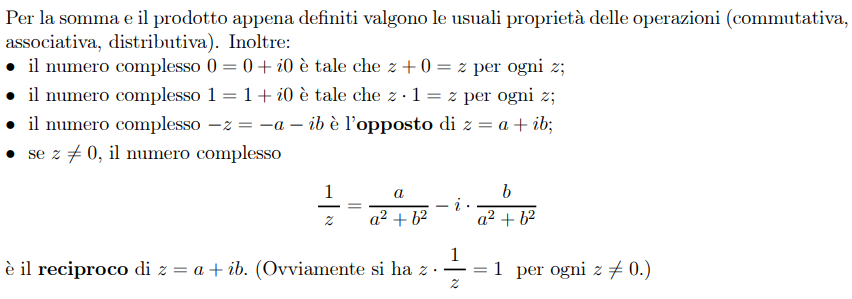 Per la somma e il prodotto appena definiti valgono le usuali proprietà delle operazioni (commutativa,
associativa, distributiva). Inoltre:
• il numero complesso 0 = 0 + i0 è tale che z + 0 = z per ogni z;
• il numero complesso 1 = 1 + i0 è tale che z · 1 = z per ogni z;
• il numero complesso −z = −a − ib è l'opposto di z = a + ib;
• se z ≠ 0, il numero complesso
1/z = a/(a² + b²) − i · b/(a² + b²)
è il reciproco di z = a + ib. (Ovviamente si ha z · 1/z = 1 per ogni z ≠ 0.)